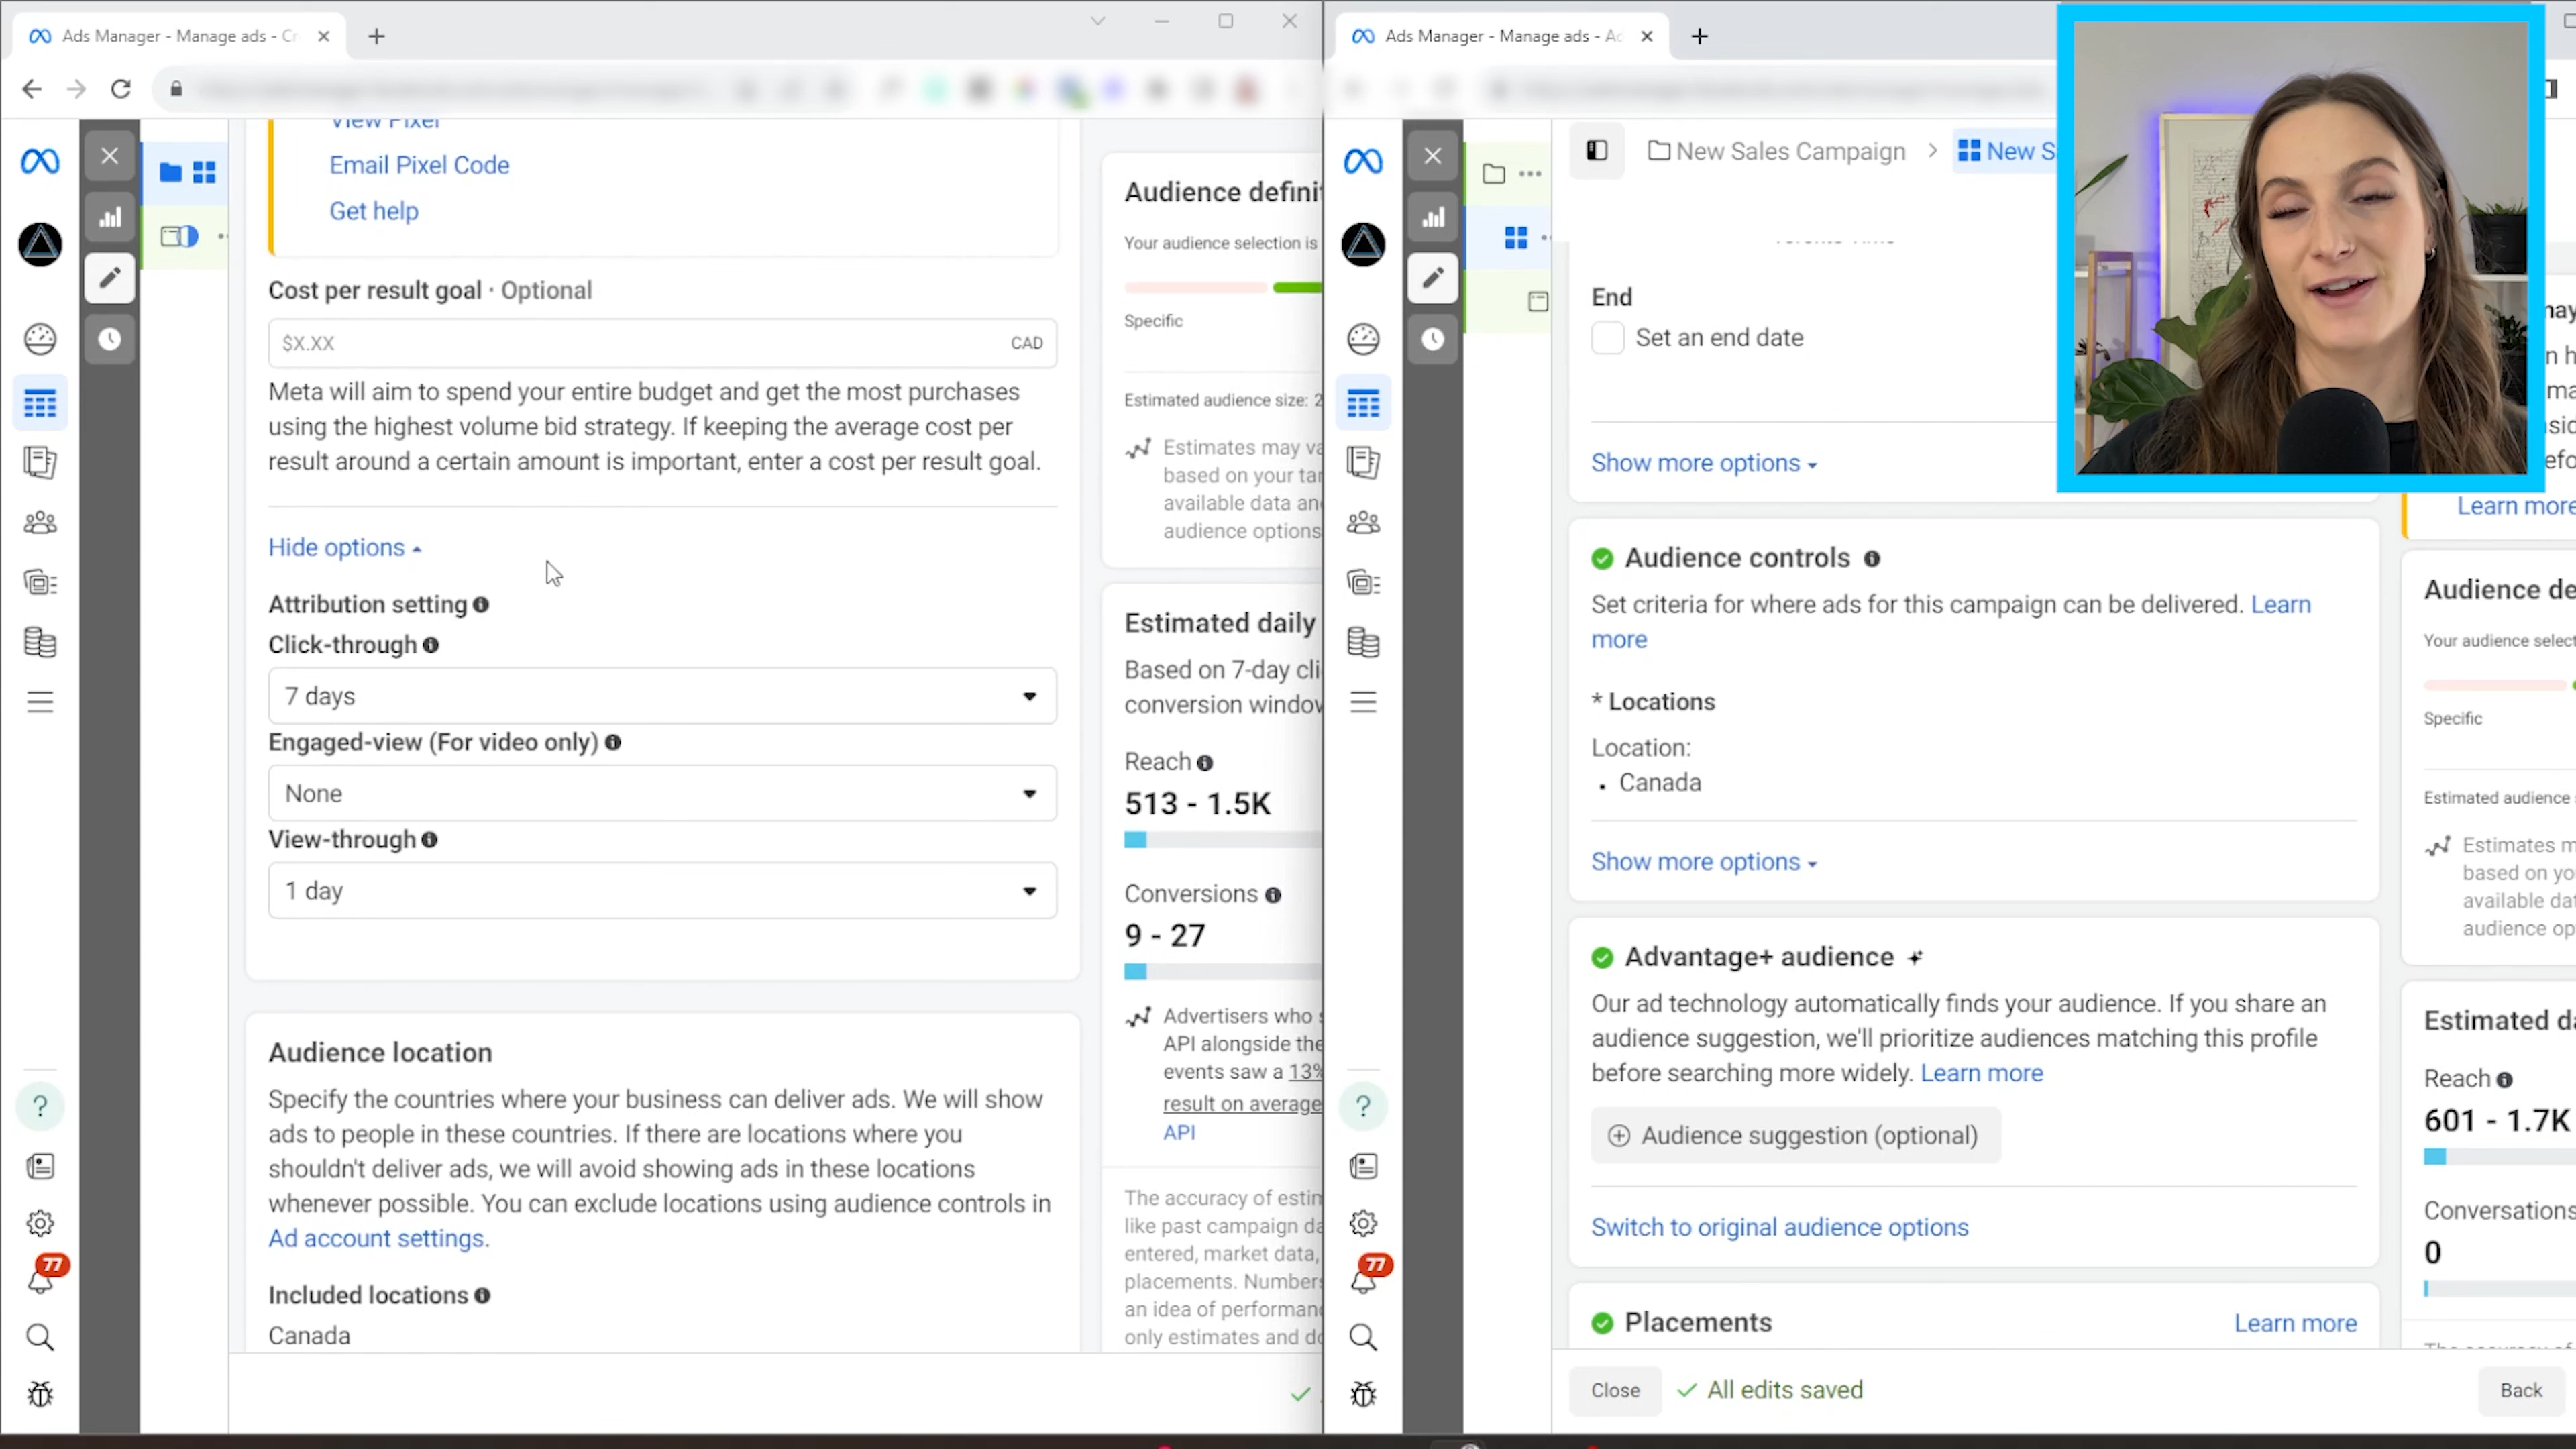 Ads Manager - Manage ads - Cr
View Pixel
Email Pixel Code
Get help
Cost per result goal · Optional
$X.XX
CAD
Meta will aim to spend your entire budget and get the most purchases
using the highest volume bid strategy. If keeping the average cost per
result around a certain amount is important, enter a cost per result goal.
Hide options
Attribution setting
Click-through
7 days
Engaged-view (For video only)
None
View-through
1 day
Audience location
Specify the countries where your business can deliver ads. We will show
ads to people in these countries. If there are locations where you
shouldn't deliver ads, we will avoid showing ads in these locations
whenever possible. You can exclude locations using audience controls in
Ad account settings.
Included locations
Canada
77
Audience definit
Your audience selection is
Specific
Estimated audience size: 2
Estimates may va
based on your tar
available data and
audience options
Estimated daily
Based on 7-day cli
conversion window
Reach
513 - 1.5K
Conversions
9 - 27
Advertisers who s
API alongside the
events saw a 13%
result on average
API
The accuracy of estim
like past campaign da
entered, market data,
placements. Numbers
an idea of performan
only estimates and do
Ads Manager - Manage ads - Ad
New Sales Campaign
New S
End
Set an end date
Show more options
Audience controls
Set criteria for where ads for this campaign can be delivered. Learn
more
* Locations
Location:
• Canada
Show more options
Advantage+ audience
Our ad technology automatically finds your audience. If you share an
audience suggestion, we'll prioritize audiences matching this profile
before searching more widely. Learn more
Audience suggestion (optional)
Switch to original audience options
Placements
Learn more
Close
All edits saved
Back
77
Learn more
Audience de
Your audience select
Specific
Estimated audience
Estimates m
based on yo
available dat
audience op
Estimated da
Reach
601 - 1.7K
Conversations
0